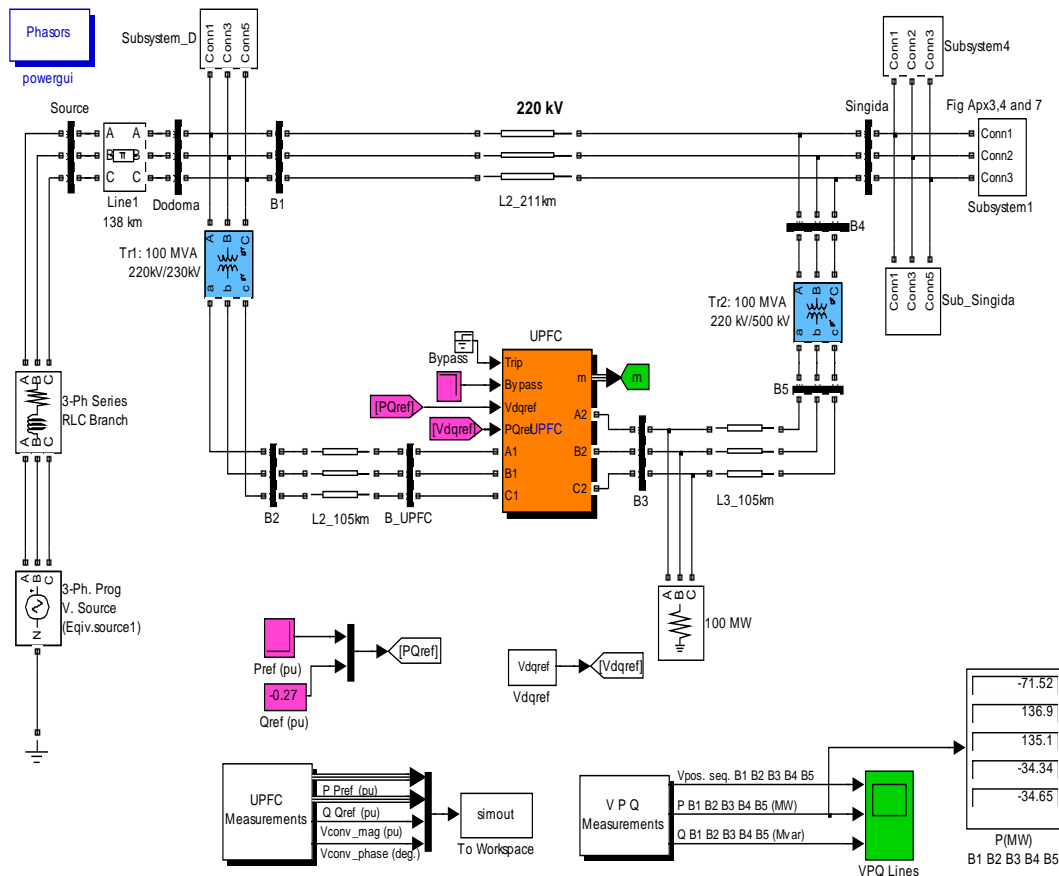 Phasors
powergui
Subsystem_D
Conn1
Conn3
Conn5
Subsystem4
Conn1
Conn2
Conn3
Source
A A
B B
C C
Line1
138 km
Dodoma
B1
220 kV
L2_211km
Singida
Fig Apx3,4 and 7
Conn1
Conn2
Conn3
Subsystem1
B4
Tr1: 100 MVA
220kV/230kV
A B C
a b c
Tr2: 100 MVA
220 kV/500 kV
A B C
a b c
Conn1
Conn3
Conn5
Sub_Singida
B5
UPFC
Bypass
Trip
Bypass
Vdqref
PQref
UPFC
A1
B1
C1
m
A2
B2
C2
m
[PQref]
[Vdqref]
3-Ph Series
RLC Branch
A B C
A B C
B2
L2_105km
B_UPFC
B3
L3_105km
A B C
100 MW
A B C
N
3-Ph. Prog
V. Source
(Eqiv.source1)
Pref (pu)
-0.27
Qref (pu)
[PQref]
Vdqref
Vdqref
[Vdqref]
UPFC
Measurements
P Pref (pu)
Q Qref (pu)
Vconv_mag (pu)
Vconv_phase (deg.)
simout
To Workspace
V P Q
Measurements
Vpos. seq. B1 B2 B3 B4 B5
P B1 B2 B3 B4 B5 (MW)
Q B1 B2 B3 B4 B5 (Mvar)
VPQ Lines
-71.52
136.9
135.1
-34.34
-34.65
P(MW)
B1 B2 B3 B4 B5